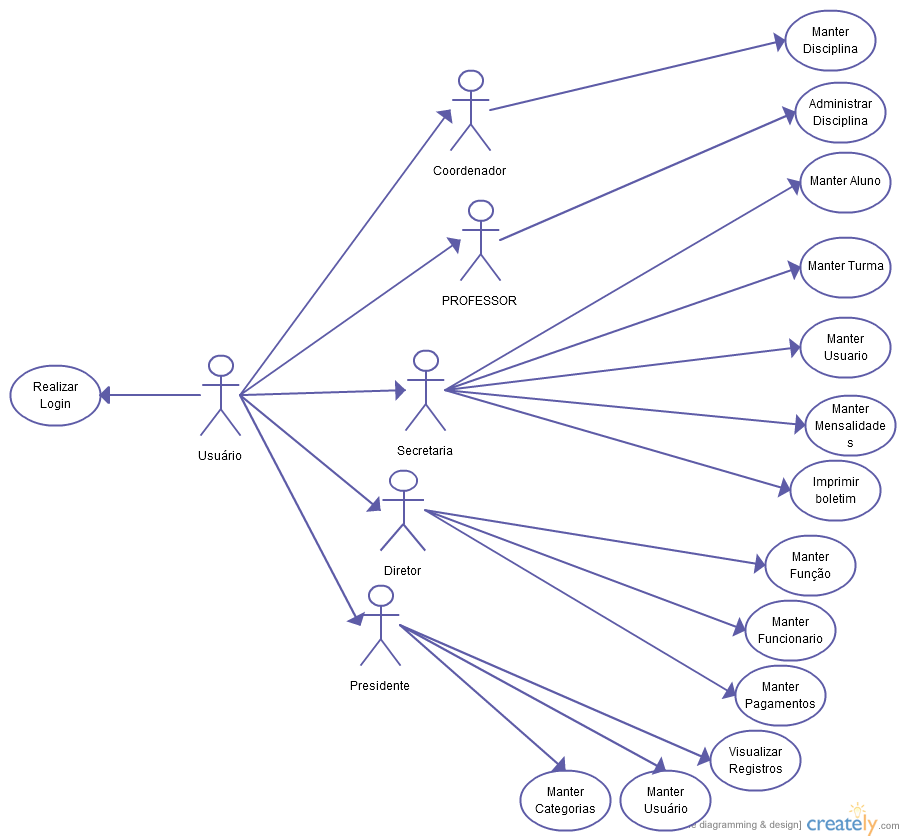 Manter
Disciplina
Administrar
Disciplina
Coordenador
Manter Aluno
PROFESSOR
Manter Turma
Manter
Usuario
Realizar
Login
Usuário
Secretaria
Manter
Mensalidade
s
Imprimir
boletim
Diretor
Manter
Função
Manter
Funcionario
Presidente
Manter
Pagamentos
Visualizar
Registros
Manter
Categorias
Manter
Usuário
diagramming & design]
creately.com